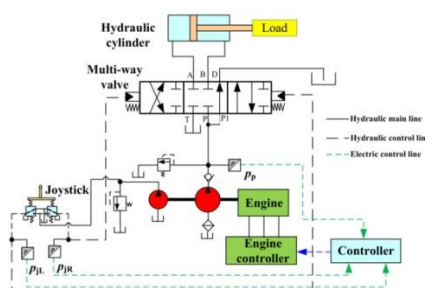 Hydraulic
cylinder
Load
Multi-way
valve
A B D
T P P1
Hydraulic main line
Hydraulic control line
Electric control line
pp
w
Joystick
Engine
Engine
controller
Controller
pjL
pjR